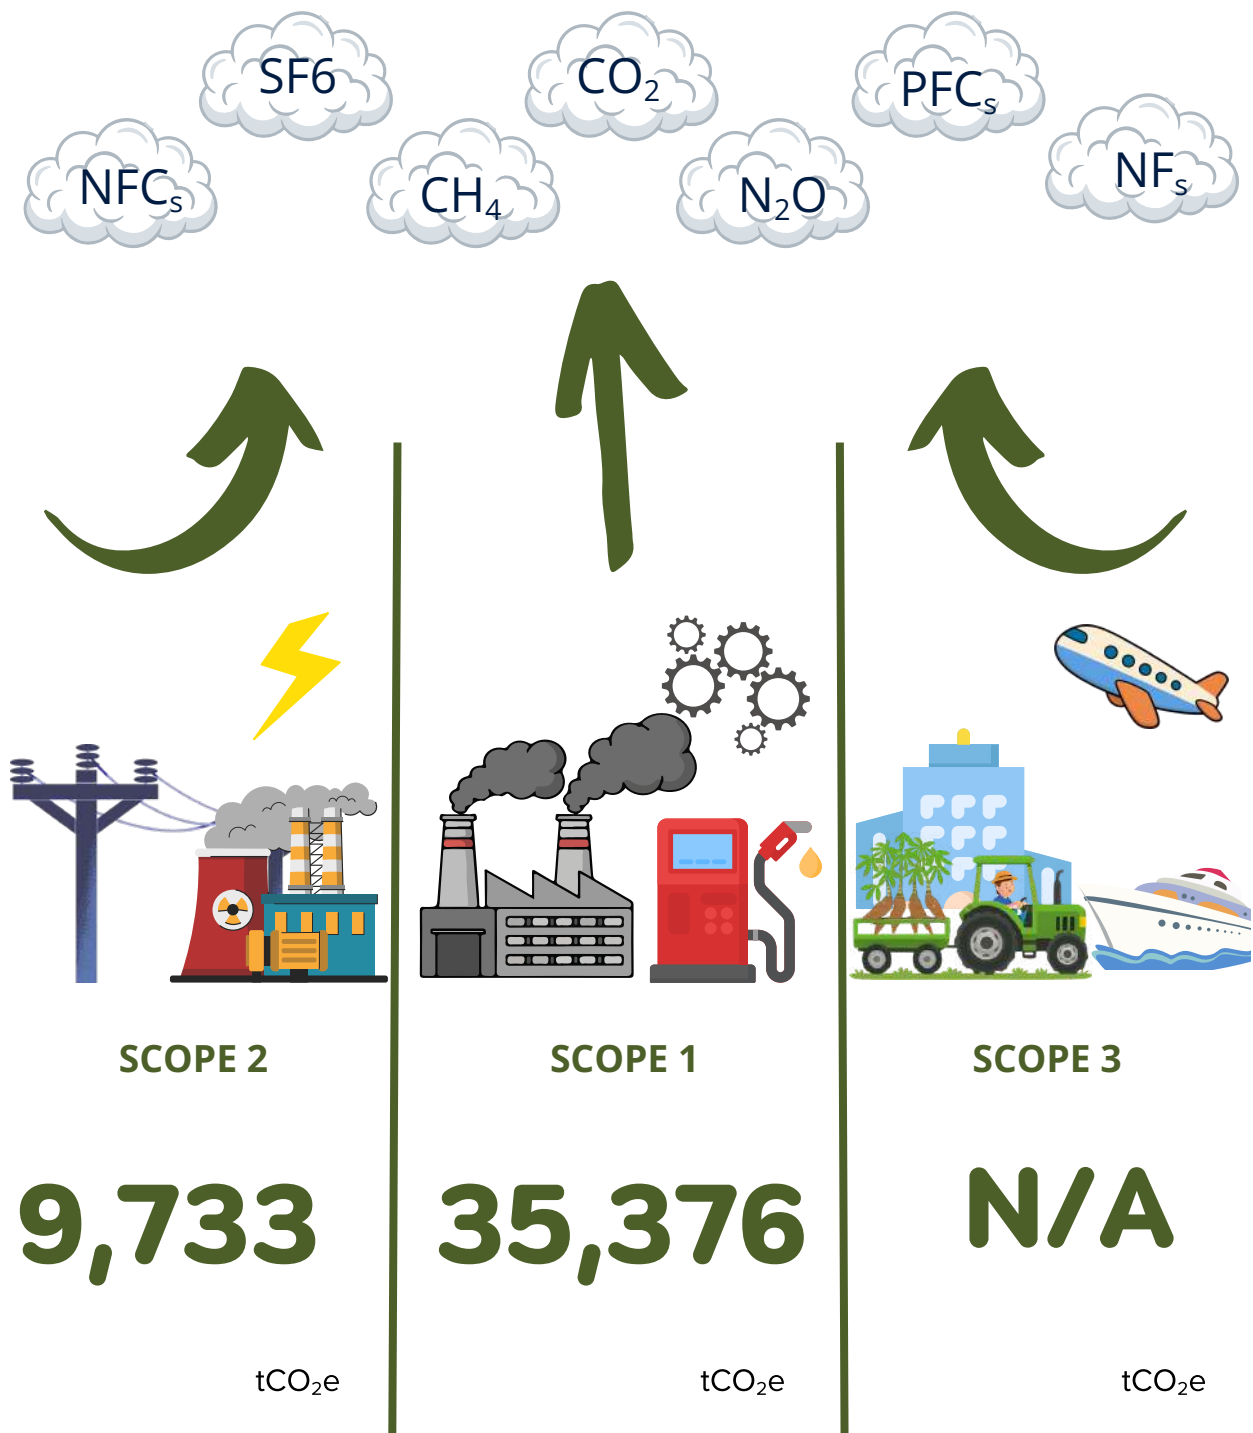 SF6
CO₂
PFCₛ
NFₛ
NFCₛ
CH₄
N₂O
SCOPE 2
SCOPE 1
SCOPE 3
9,733
35,376
N/A
tCO₂e
tCO₂e
tCO₂e